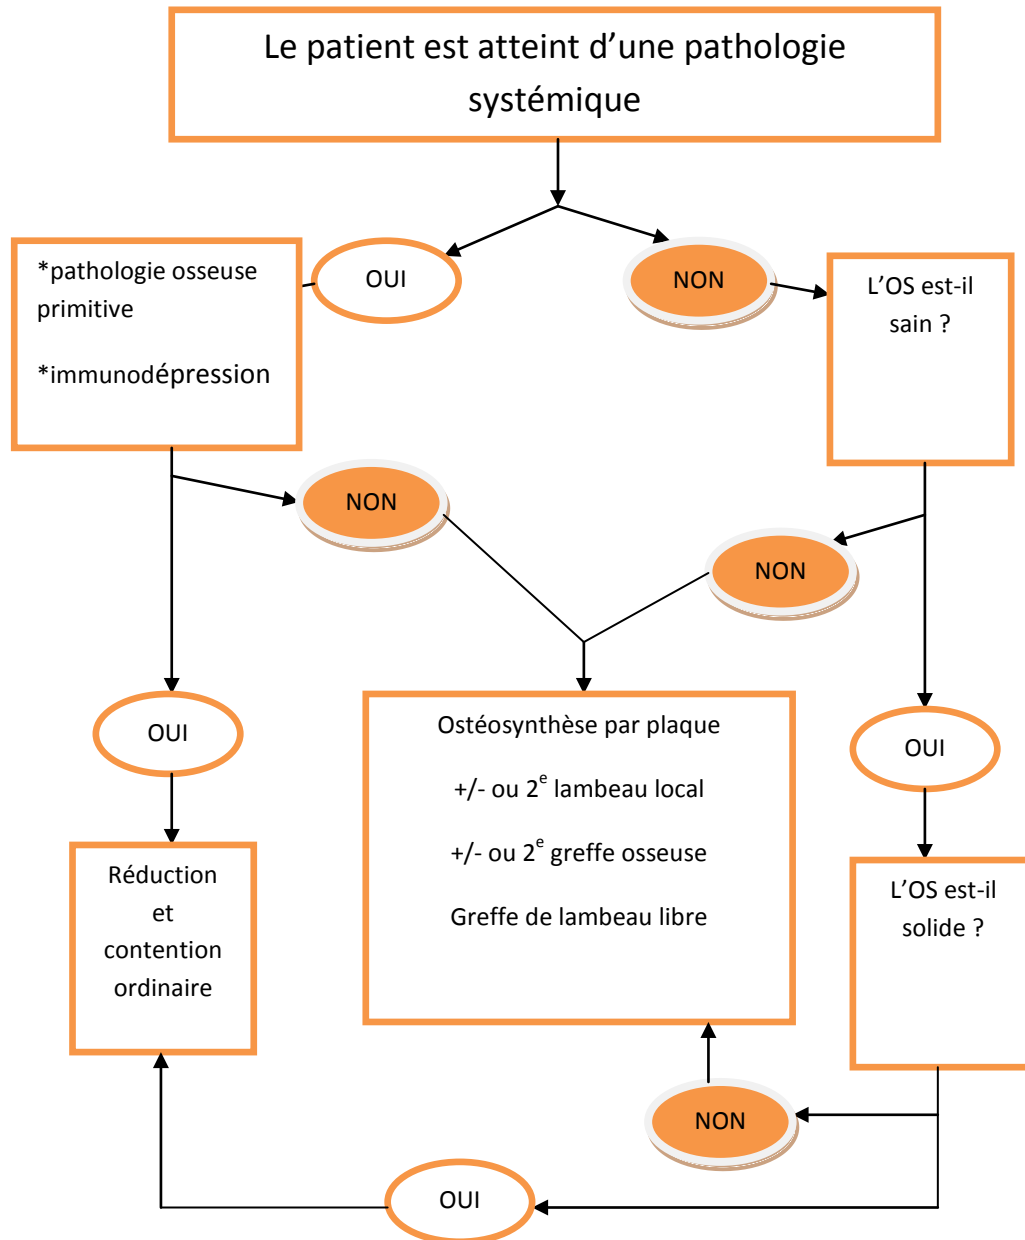 Le patient est atteint d’une pathologie
systémique
OUI
NON
*pathologie osseuse
primitive
*immunodépression
L’OS est-il
sain ?
NON
NON
OUI
OUI
Ostéosynthèse par plaque
+/- ou 2e lambeau local
+/- ou 2e greffe osseuse
Greffe de lambeau libre
Réduction
et
contention
ordinaire
L’OS est-il
solide ?
NON
OUI